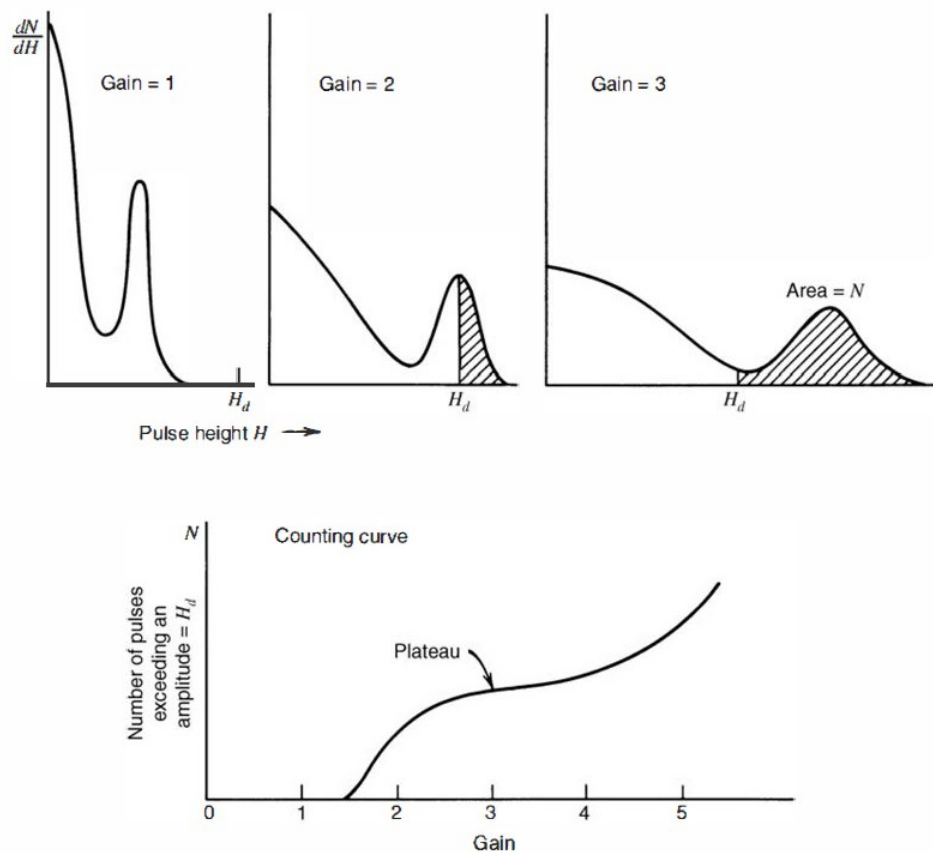 dN
dH
Gain = 1
Gain = 2
Gain = 3
Area = N
H_d
H_d
H_d
Pulse height H
N
Counting curve
Number of pulses
exceeding an
amplitude = H_d
Plateau
0 1 2 3 4 5
Gain